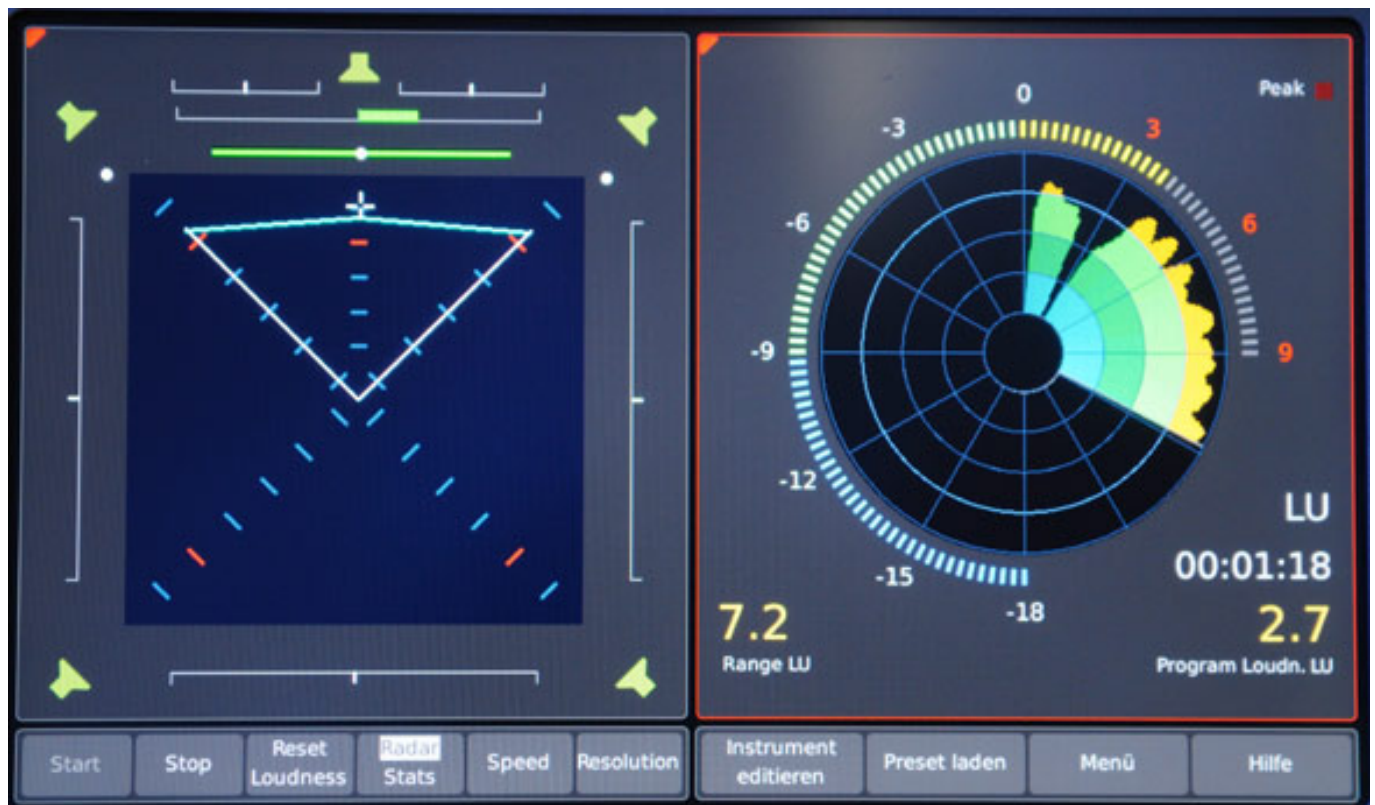 Peak
0
-3
3
-6
6
-9
9
-12
LU
-15
00:01:18
-18
7.2
2.7
Range LU
Program Loudn. LU
Start
Stop
Reset
Loudness
Radar
Stats
Speed
Resolution
Instrument
editieren
Preset laden
Menü
Hilfe